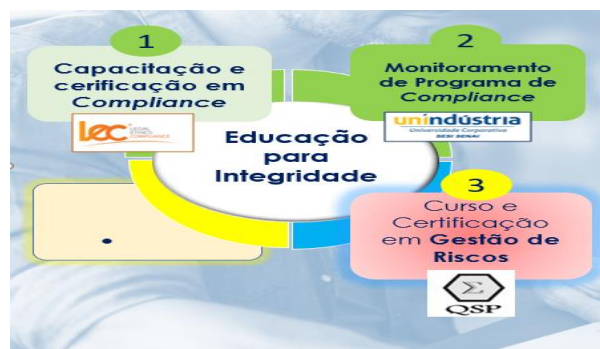 1
Capacitação e
cerificação em
Compliance
LEC
LEGAL
ETHICS
COMPLIANCE
2
Monitoramento
de Programa de
Compliance
unindústria
Universidade Corporativa
SESI SENAI
Educação
para
Integridade
3
Curso e
Certificação
em Gestão de
Riscos
Σ
QSP
•